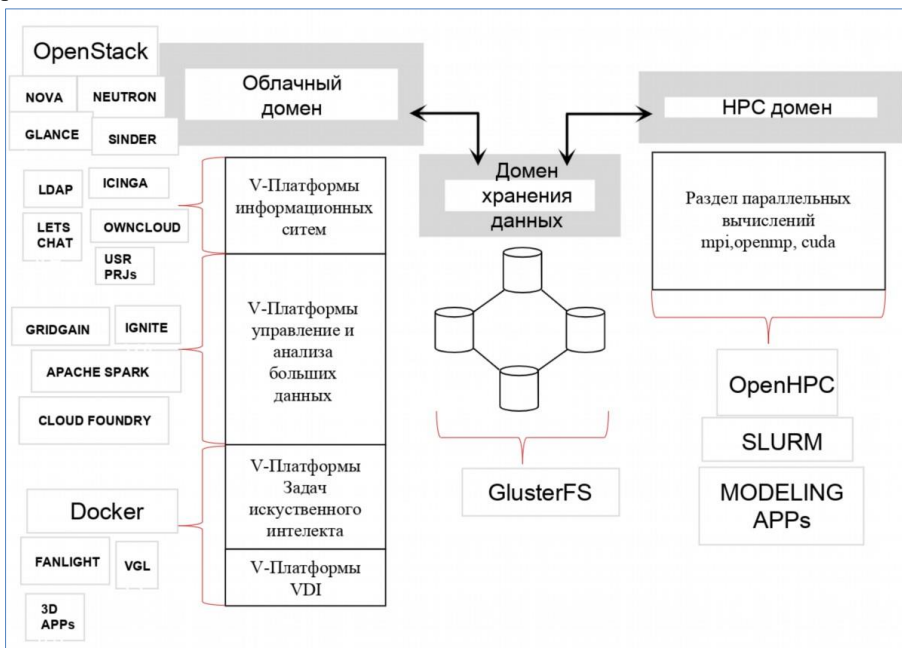 OpenStack
NOVA
NEUTRON
GLANCE
SINDER
Облачный
домен
HPC домен
Домен
хранения
данных
LDAP
ICINGA
LETS
CHAT
OWNCLOUD
USR
PRJs
V-Платформы
информационных
ситем
Раздел параллельных
вычислений
mpi,openmp, cuda
GRIDGAIN
IGNITE
APACHE SPARK
CLOUD FOUNDRY
V-Платформы
управление и
анализа
больших
данных
OpenHPC
SLURM
MODELING
APPs
GlusterFS
Docker
FANLIGHT
VGL
3D
APPs
V-Платформы
Задач
искуственного
интелекта
V-Платформы
VDI